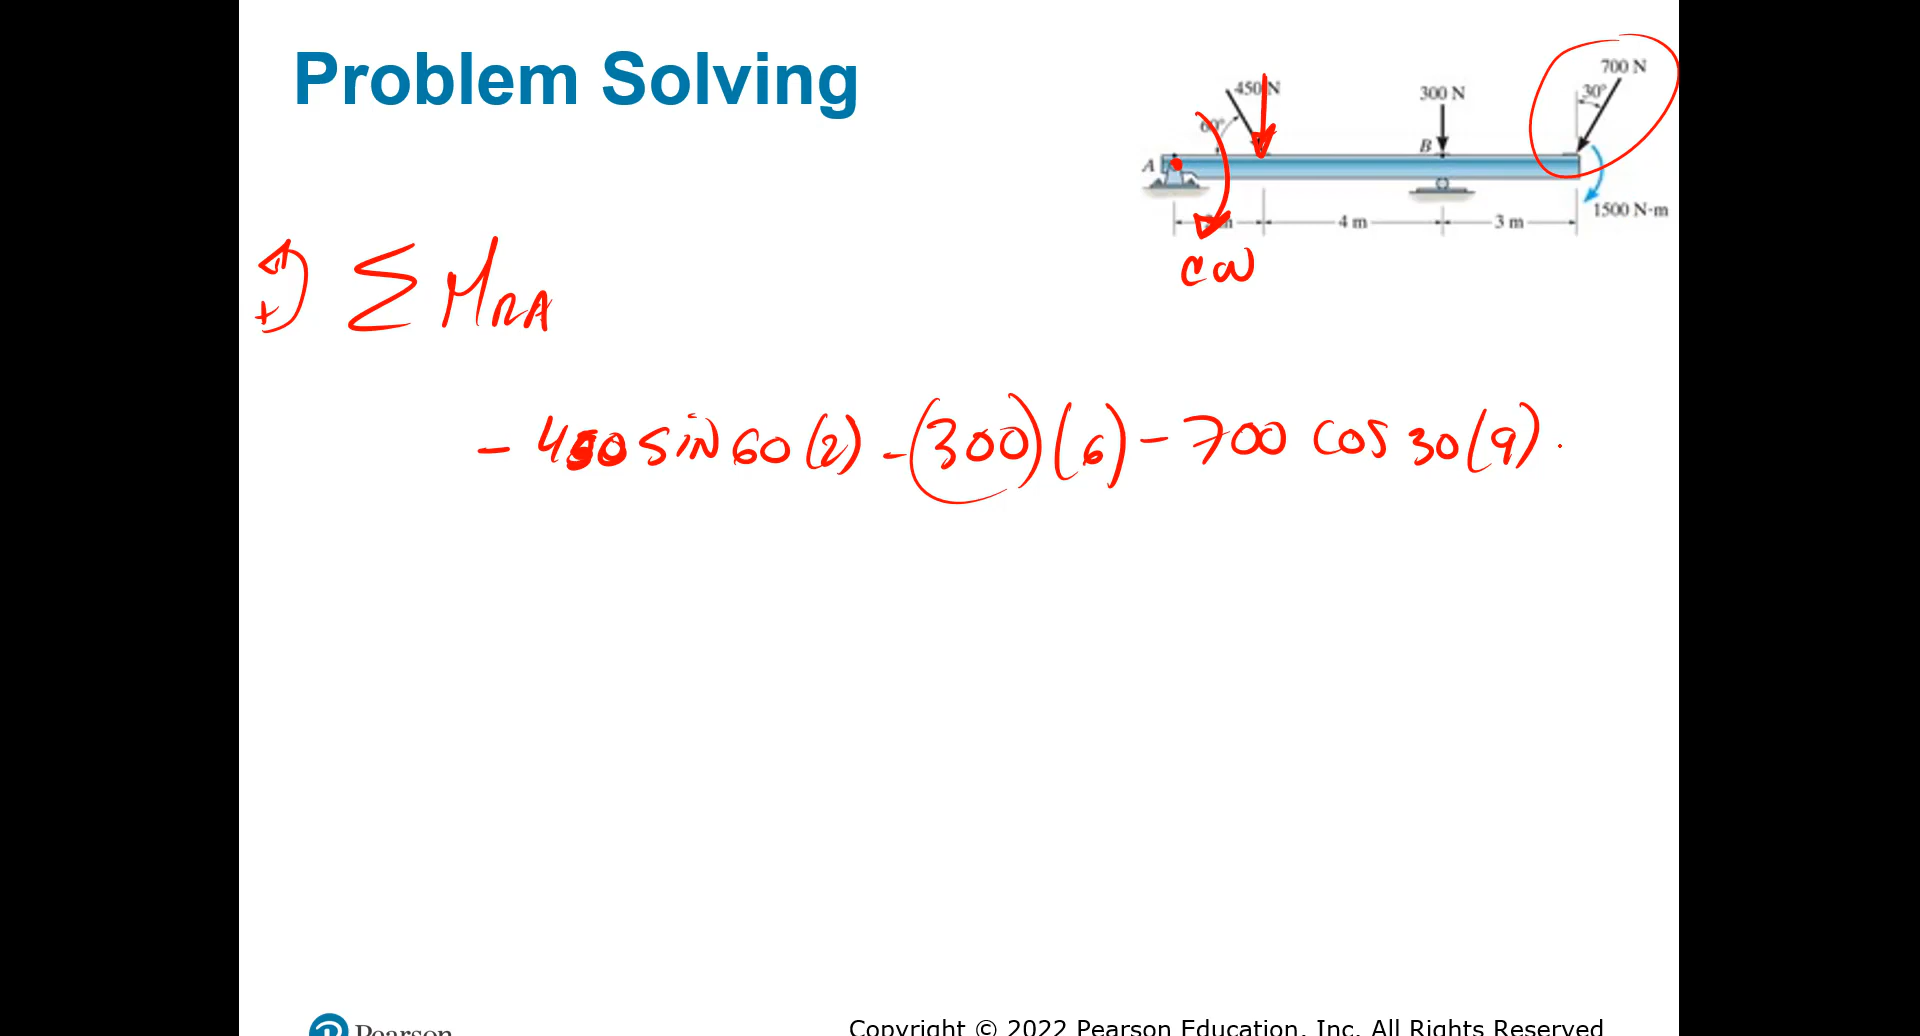 Problem Solving
700 N
450 N
300 N
30°
60°
B
A
1500 N-m
4 m
3 m
CW
+ Σ MRA
- 450 sin 60 (2) - (300) (6) - 700 cos 30 (9).
Pearson
Copyright © 2022 Pearson Education, Inc. All Rights Reserved